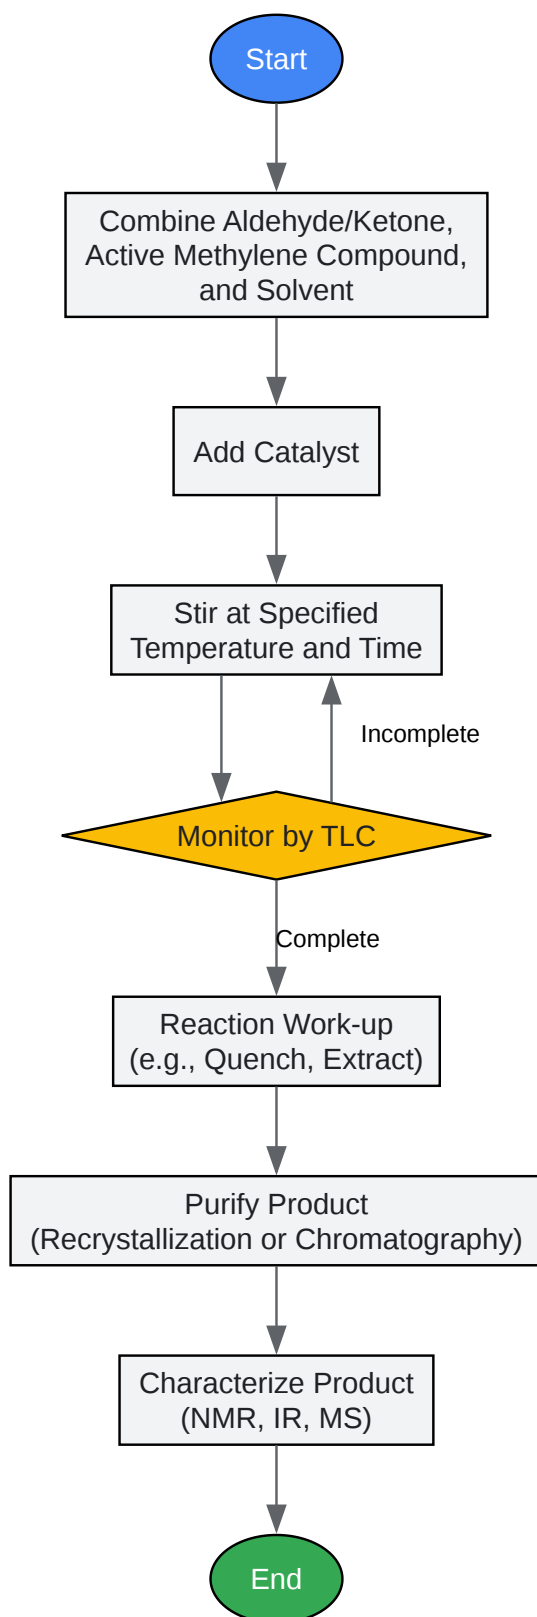 Start
Combine Aldehyde/Ketone,
Active Methylene Compound,
and Solvent
Add Catalyst
Stir at Specified
Temperature and Time
Incomplete
Monitor by TLC
Complete
Reaction Work-up
(e.g., Quench, Extract)
Purify Product
(Recrystallization or Chromatography)
Characterize Product
(NMR, IR, MS)
End